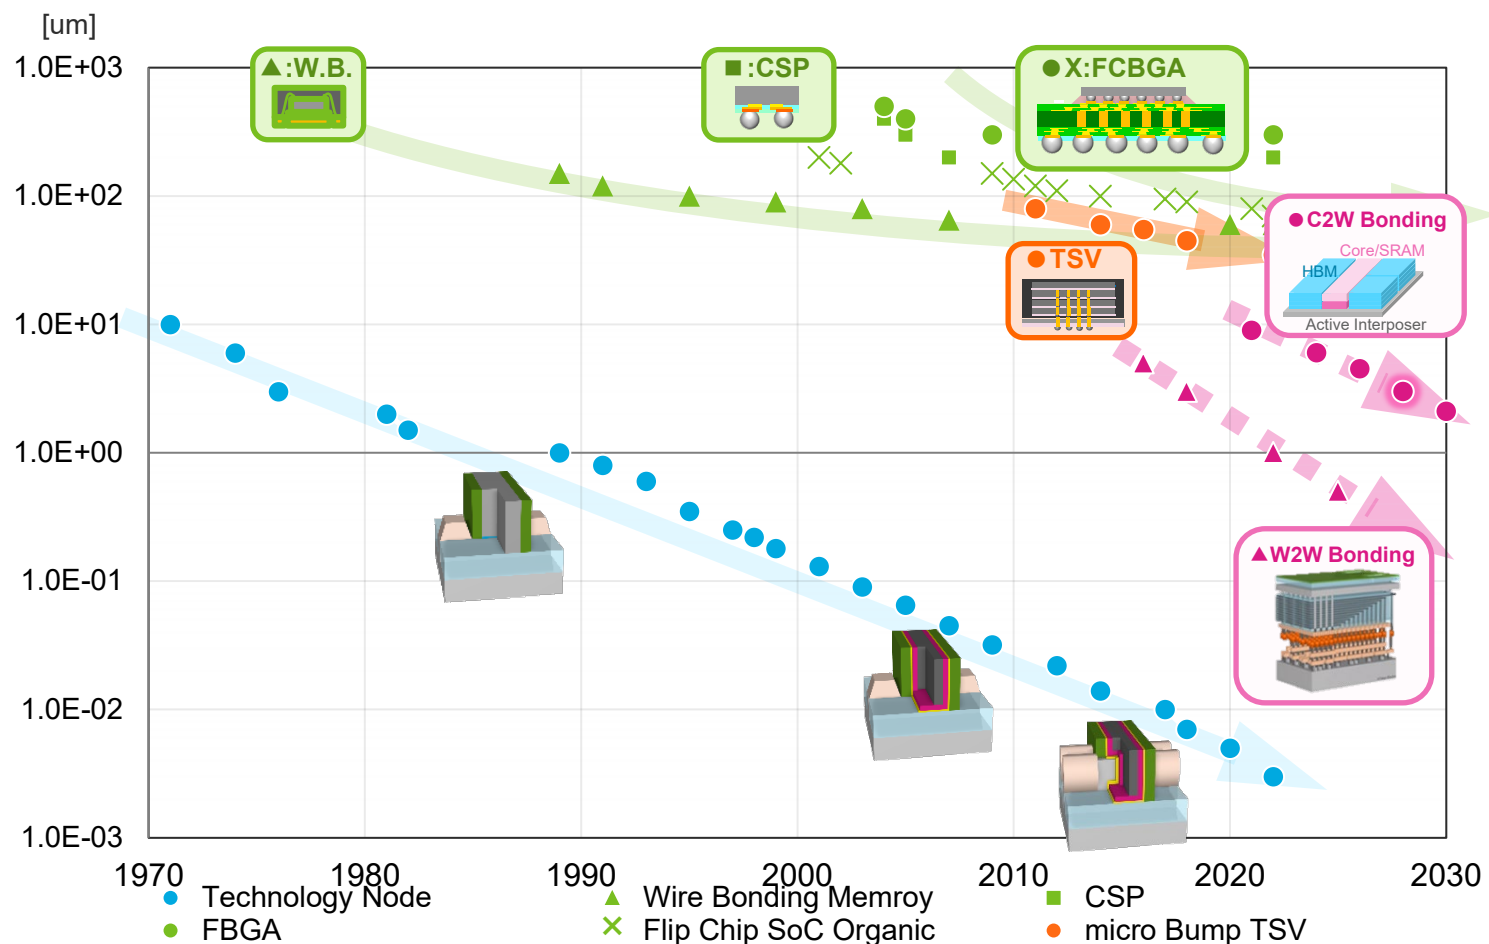 [um]
1.0E+03
1.0E+02
1.0E+01
1.0E+00
1.0E-01
1.0E-02
1.0E-03
▲:W.B.
■:CSP
●X:FCBGA
●TSV
●C2W Bonding
Core/SRAM
HBM
Active Interposer
▲W2W Bonding
1970 1980 1990 2000 2010 2020 2030
Technology Node
Wire Bonding Memroy
CSP
FBGA
Flip Chip SoC Organic
micro Bump TSV